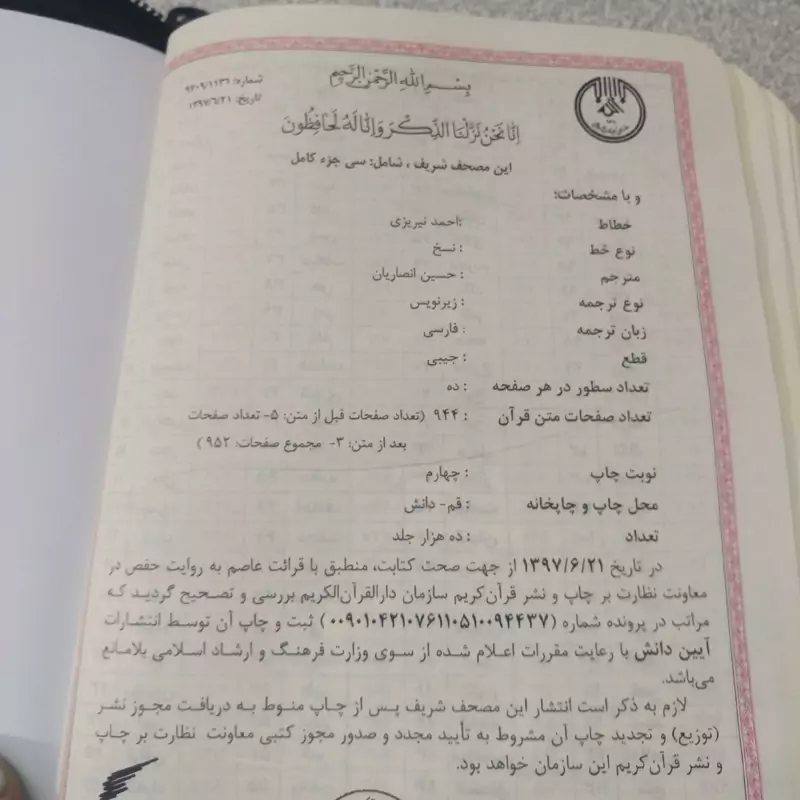 بِسْمِ اللهِ الرَّحْمنِ الرَّحيمِ
شماره: ۹۲۰۹/۱۱۳۶
تاریخ: ۱۳۹۷/۶/۲۱
اِنّا نَحْنُ نَزَّلْنَا الذِّكْرَ وَاِنّا لَهُ لَحافِظُونَ
این مصحف شریف ، شامل: سی جزء کامل
و با مشخصات:
خطاط :احمد نیریزی
نوع خط : نسخ
مترجم : حسین انصاریان
نوع ترجمه : زیرنویس
زبان ترجمه : فارسی
قطع : جیبی
تعداد سطور در هر صفحه : ده
تعداد صفحات متن قرآن : ۹۴۴ (تعداد صفحات قبل از متن: ۵- تعداد صفحات
بعد از متن: ۳- مجموع صفحات: ۹۵۲ )
نوبت چاپ : چهارم
محل چاپ و چاپخانه : قم- دانش
تعداد : ده هزار جلد
در تاریخ ۱۳۹۷/۶/۲۱ از جهت صحت کتابت، منطبق با قرائت عاصم به روایت حفص در
معاونت نظارت بر چاپ و نشر قرآن‌کریم سازمان دارالقرآن‌الکریم بررسی و تصحیح گردید که
مراتب در پرونده شماره (۰۰۹۰۱۰۴۲۱۰۷۶۱۱۰۵۱۰۰۹۴۴۳۷) ثبت و چاپ آن توسط انتشارات
آیین دانش با رعایت مقررات اعلام شده از سوی وزارت فرهنگ و ارشاد اسلامی بلامانع
می‌باشد.
لازم به ذکر است انتشار این مصحف شریف پس از چاپ منوط به دریافت مجوز نشر
(توزیع) و تجدید چاپ آن مشروط به تأیید مجدد و صدور مجوز کتبی معاونت نظارت بر چاپ
و نشر قرآن‌کریم این سازمان خواهد بود.